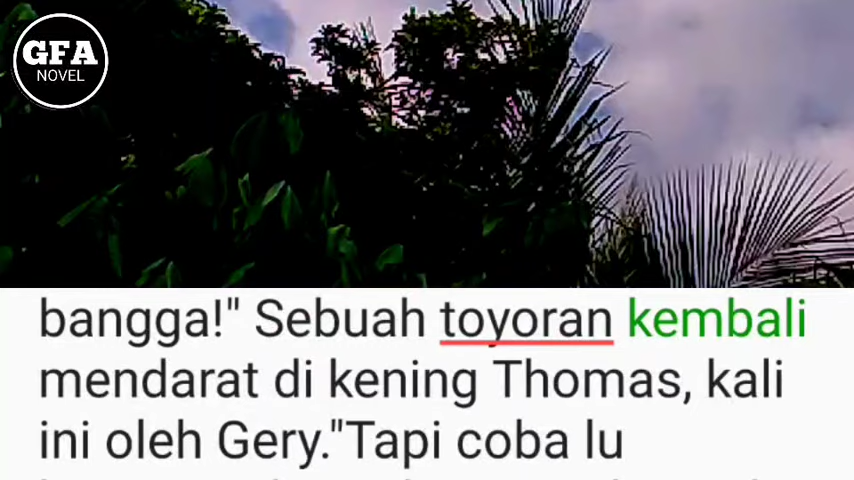 GFA
NOVEL
bangga!" Sebuah toyoran kembali
mendarat di kening Thomas, kali
ini oleh Gery."Tapi coba lu